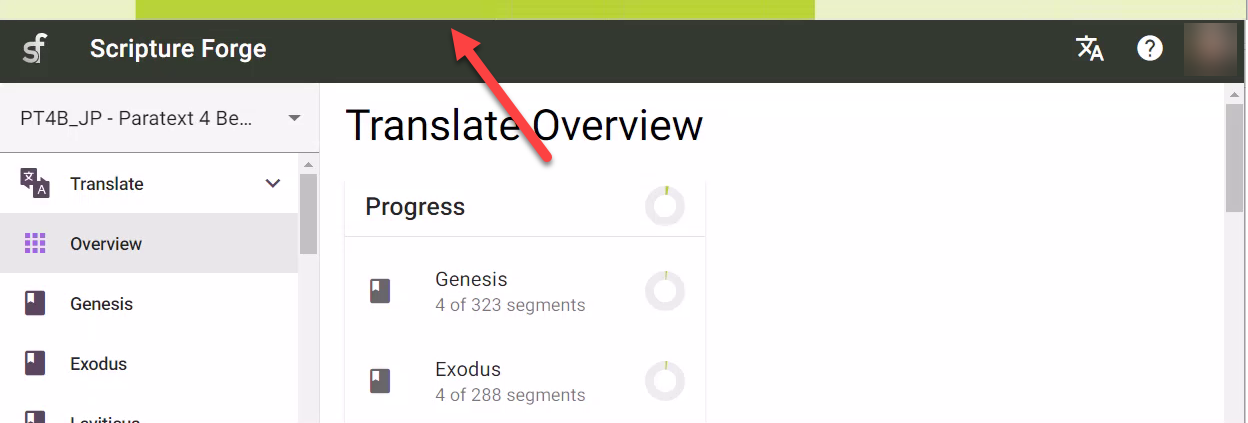 sf Scripture Forge
PT4B_JP - Paratext 4 Be...
Translate
Overview
Genesis
Exodus
Leviticus
Translate Overview
Progress
Genesis
4 of 323 segments
Exodus
4 of 288 segments